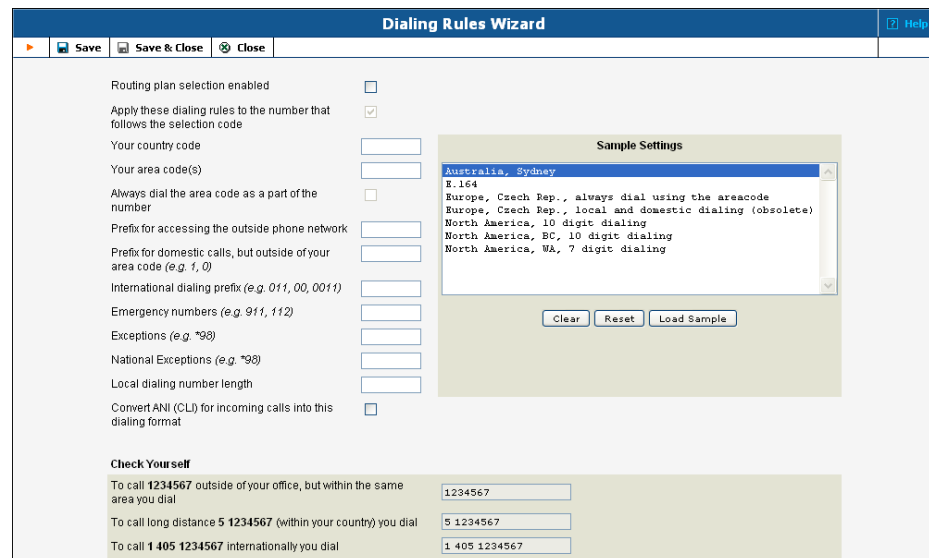 Dialing Rules Wizard
? Help
Save
Save & Close
Close
Routing plan selection enabled
Apply these dialing rules to the number that
follows the selection code
Your country code
Your area code(s)
Always dial the area code as a part of the
number
Prefix for accessing the outside phone network
Prefix for domestic calls, but outside of your
area code (e.g. 1, 0)
International dialing prefix (e.g. 011, 00, 0011)
Emergency numbers (e.g. 911, 112)
Exceptions (e.g. *98)
National Exceptions (e.g. *98)
Local dialing number length
Convert ANI (CLI) for incoming calls into this
dialing format
Sample Settings
Australia, Sydney
E.164
Europe, Czech Rep., always dial using the areacode
Europe, Czech Rep., local and domestic dialing (obsolete)
North America, 10 digit dialing
North America, BC, 10 digit dialing
North America, WA, 7 digit dialing
Clear
Reset
Load Sample
Check Yourself
To call 1234567 outside of your office, but within the same
area you dial
1234567
To call long distance 5 1234567 (within your country) you dial
5 1234567
To call 1 405 1234567 internationally you dial
1 405 1234567